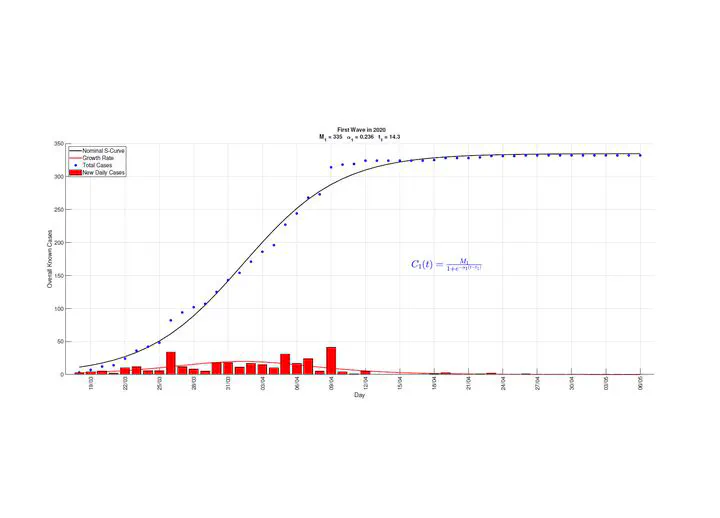 First Wave in 2020
M₁ = 335 α₁ = 0.236 t₁ = 14.3
350
300
250
200
150
100
50
0
Overall Known Cases
Nominal S-Curve
Growth Rate
Total Cases
New Daily Cases
C₁(t) = M₁ / 1+e^(-α₁(t-t₁))
19/03
22/03
25/03
28/03
31/03
03/04
06/04
09/04
12/04
15/04
18/04
21/04
24/04
27/04
30/04
03/05
06/05
Day